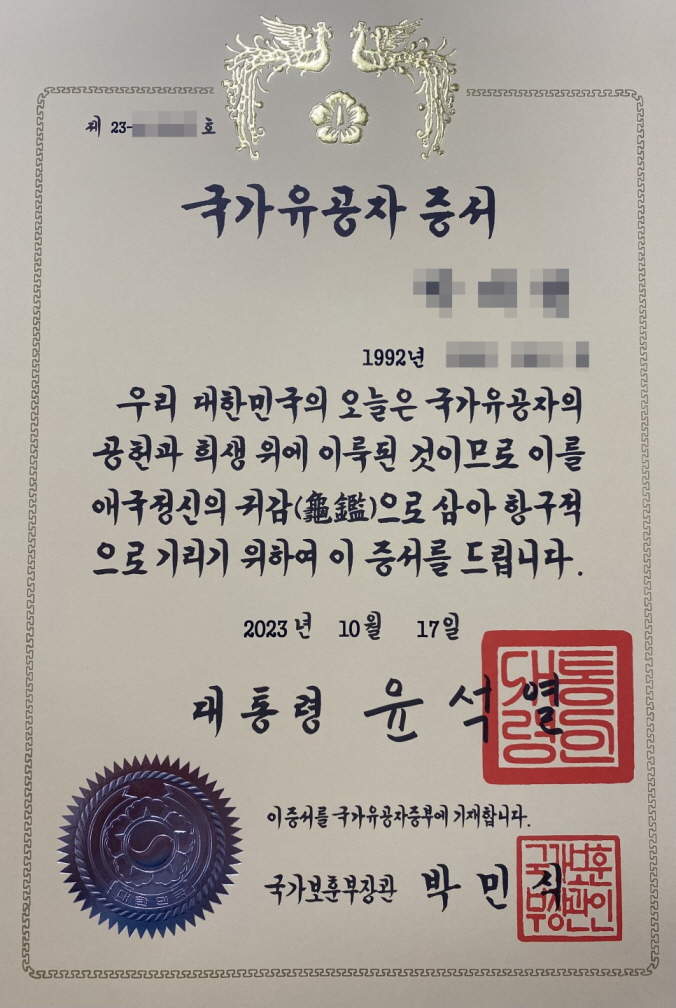 제 23- 호
국가유공자 증서
1992년
우리 대한민국의 오늘은 국가유공자의
공헌과 희생 위에 이룩된 것이므로 이를
애국정신의 귀감(龜鑑)으로 삼아 항구적
으로 기리기 위하여 이 증서를 드립니다.
2023년 10월 17일
대통령 윤석열
대통령의인
이 증서를 국가유공자증부에 기재합니다.
국가보훈부장관 박민식
국가보훈부장관인
대한민국